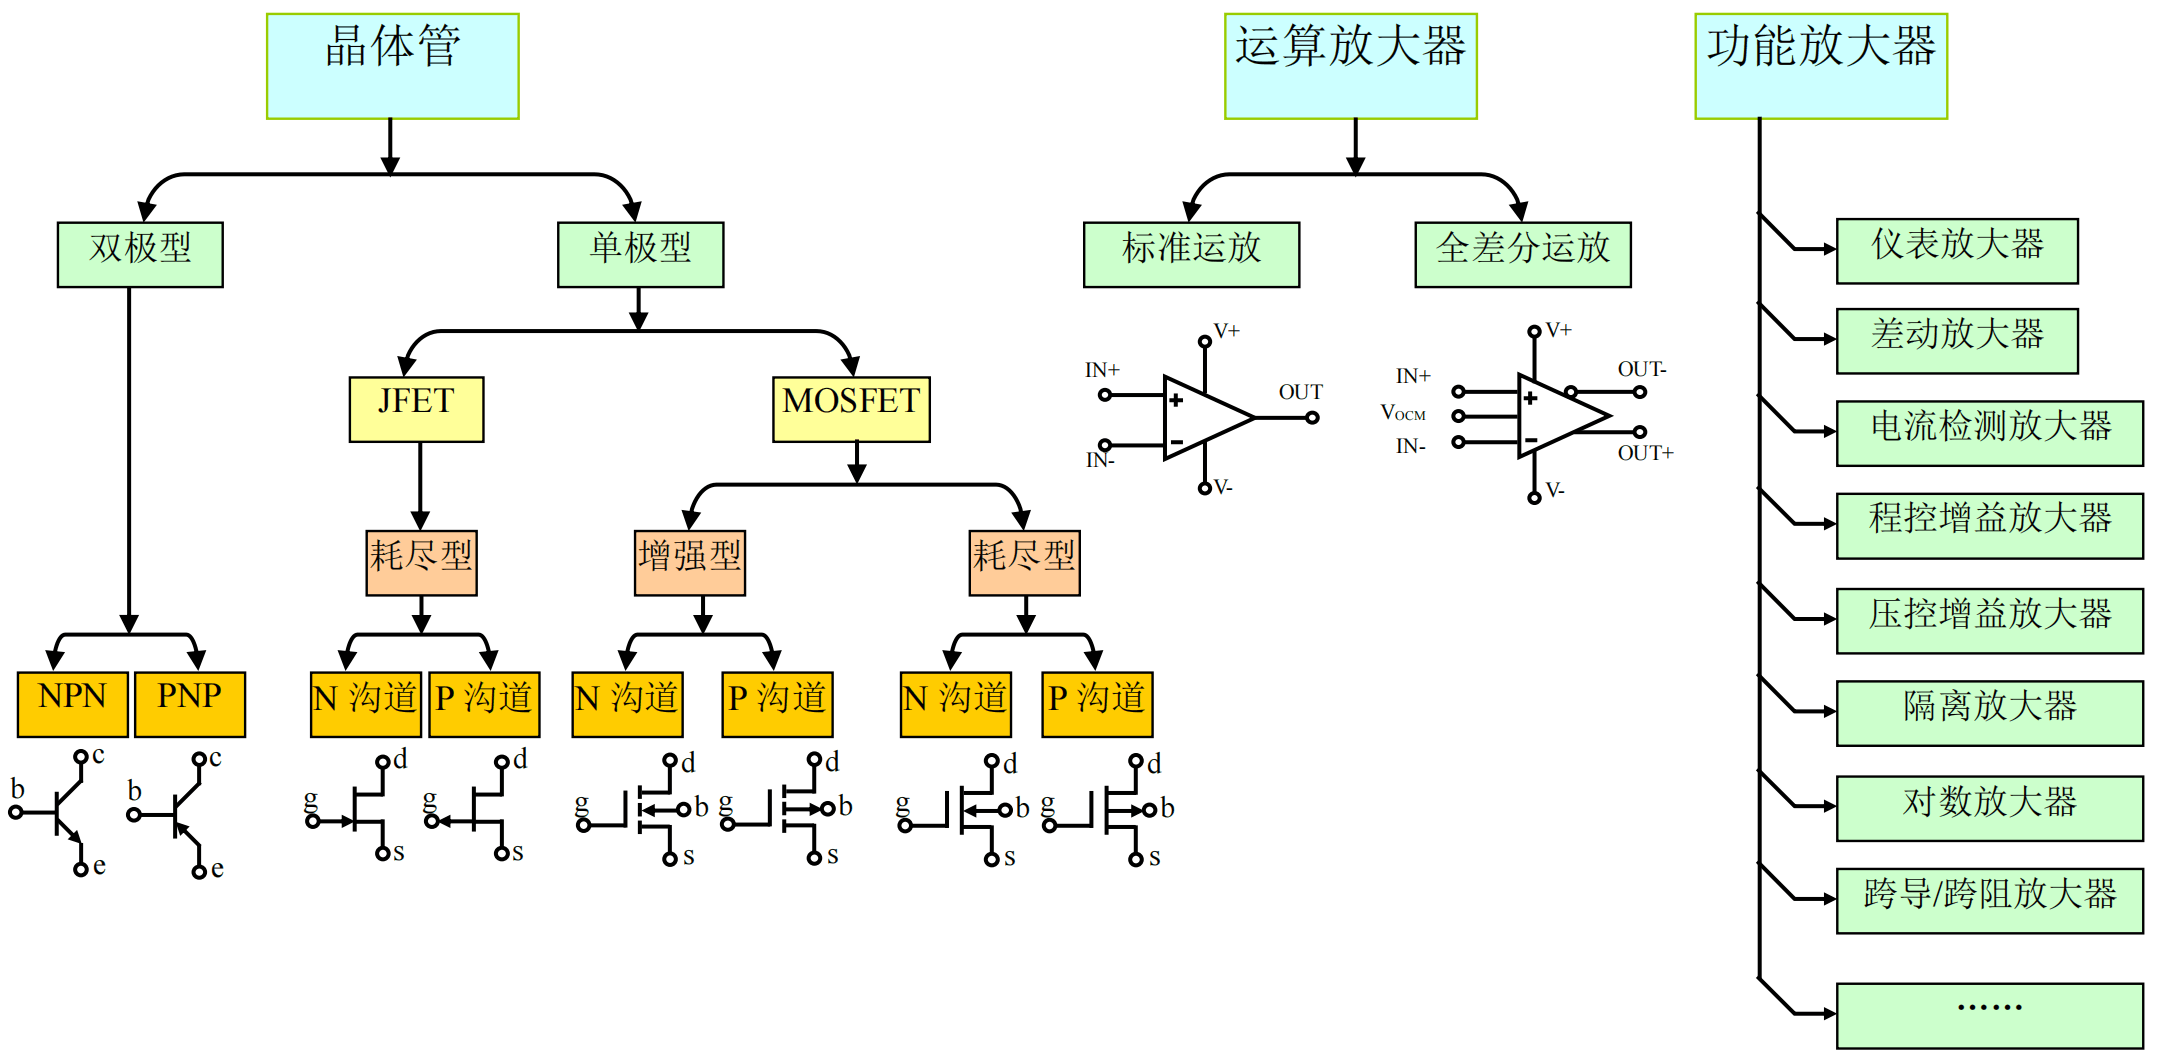 晶体管
运算放大器
功能放大器
双极型
单极型
标准运放
全差分运放
仪表放大器
差动放大器
电流检测放大器
程控增益放大器
压控增益放大器
隔离放大器
对数放大器
跨导/跨阻放大器
……
JFET
MOSFET
耗尽型
增强型
耗尽型
NPN
PNP
N 沟道
P 沟道
N 沟道
P 沟道
N 沟道
P 沟道
V+
IN+
OUT
IN-
V-
V+
IN+
VOCM
IN-
OUT-
OUT+
V-
c
b
e
c
b
e
d
g
s
d
g
s
d
g
b
s
d
g
b
s
d
g
b
s
d
g
b
s